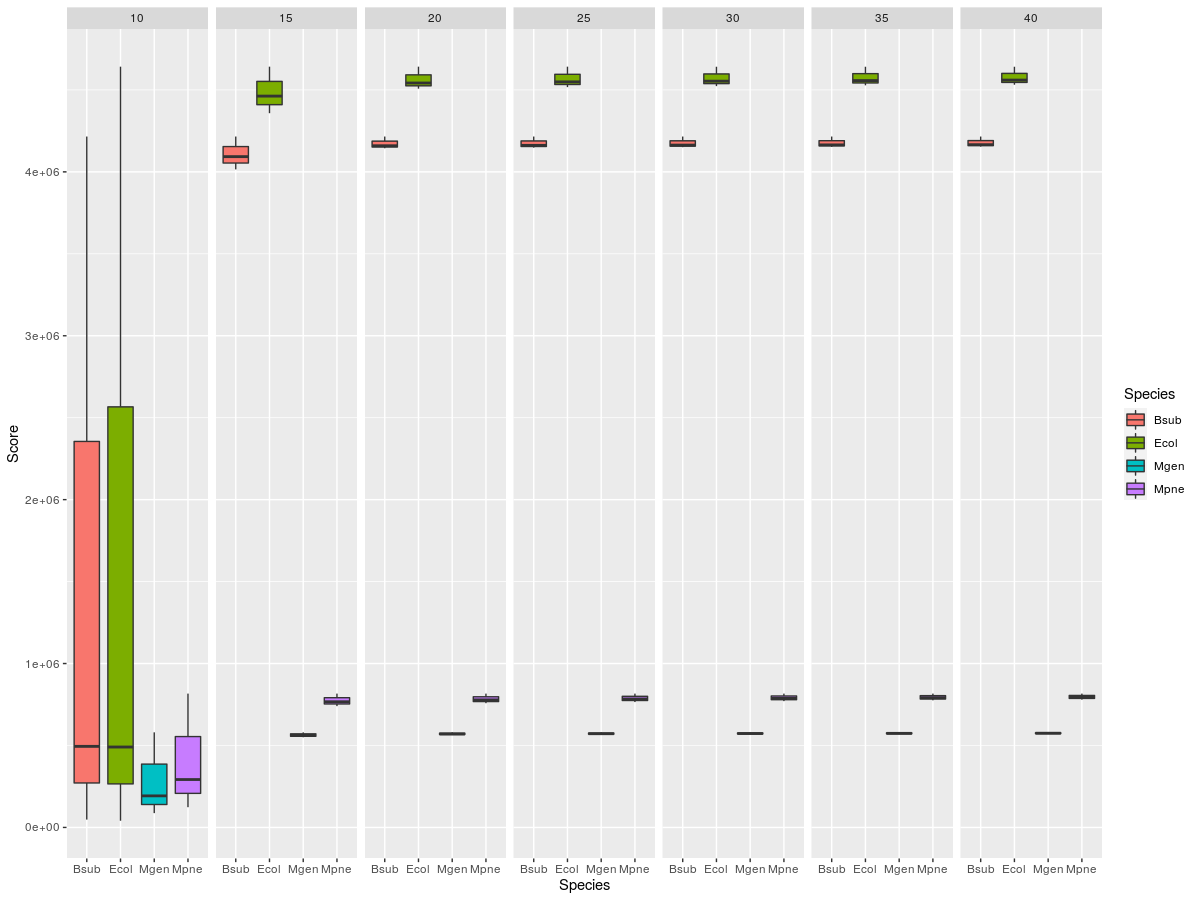 10 15 20 25 30 35 40
4e+06
3e+06
2e+06
1e+06
0e+00
Score
Bsub Ecol Mgen Mpne Bsub Ecol Mgen Mpne Bsub Ecol Mgen Mpne Bsub Ecol Mgen Mpne Bsub Ecol Mgen Mpne Bsub Ecol Mgen Mpne Bsub Ecol Mgen Mpne
Species
Species
Bsub
Ecol
Mgen
Mpne